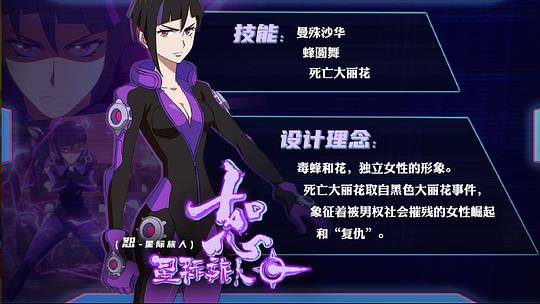 技能：
曼殊沙华
蜂圆舞
死亡大丽花
设计理念：
毒蜂和花，独立女性的形象。
死亡大丽花取自黑色大丽花事件，
象征着被男权社会摧残的女性崛起
和“复仇”。
恕
（恕-星际旅人）
星际旅人